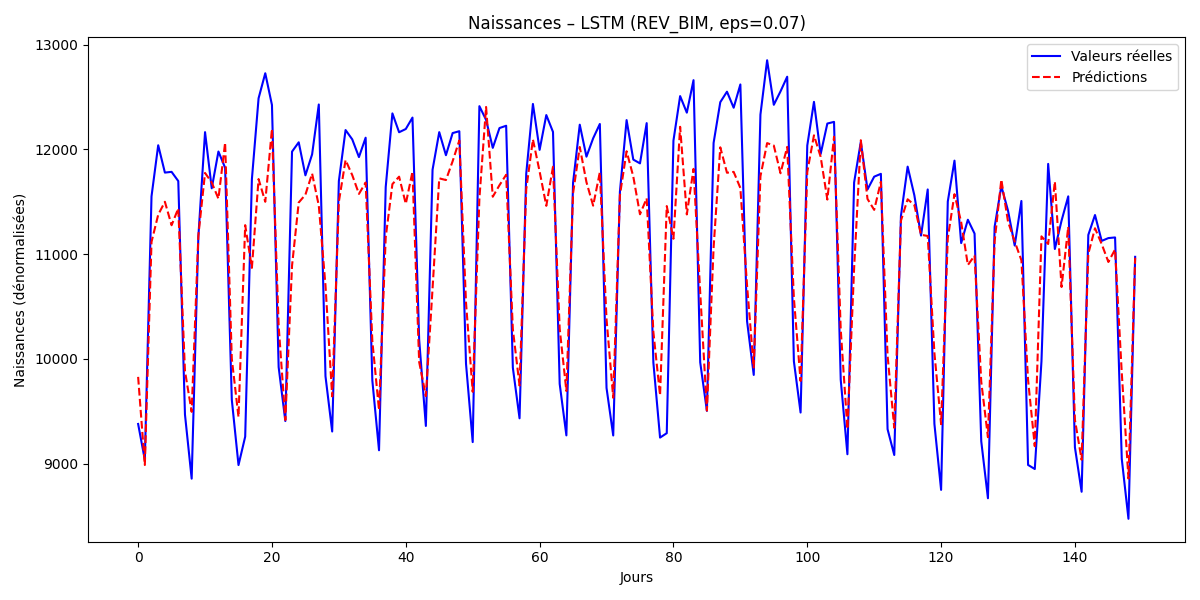 Naissances – LSTM (REV_BIM, eps=0.07)
Valeurs réelles
Prédictions
Naissances (dénormalisées)
13000
12000
11000
10000
9000
0 20 40 60 80 100 120 140
Jours